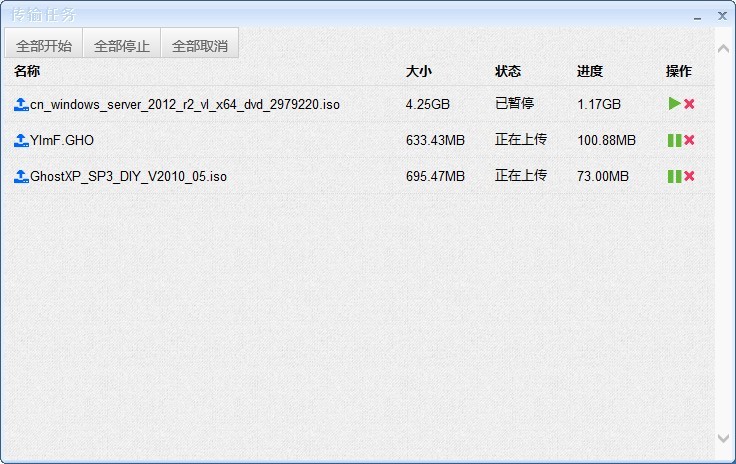 传输任务
全部开始 全部停止 全部取消
名称 大小 状态 进度 操作
cn_windows_server_2012_r2_vl_x64_dvd_2979220.iso 4.25GB 已暂停 1.17GB
YlmF.GHO 633.43MB 正在上传 100.88MB
GhostXP_SP3_DIY_V2010_05.iso 695.47MB 正在上传 73.00MB